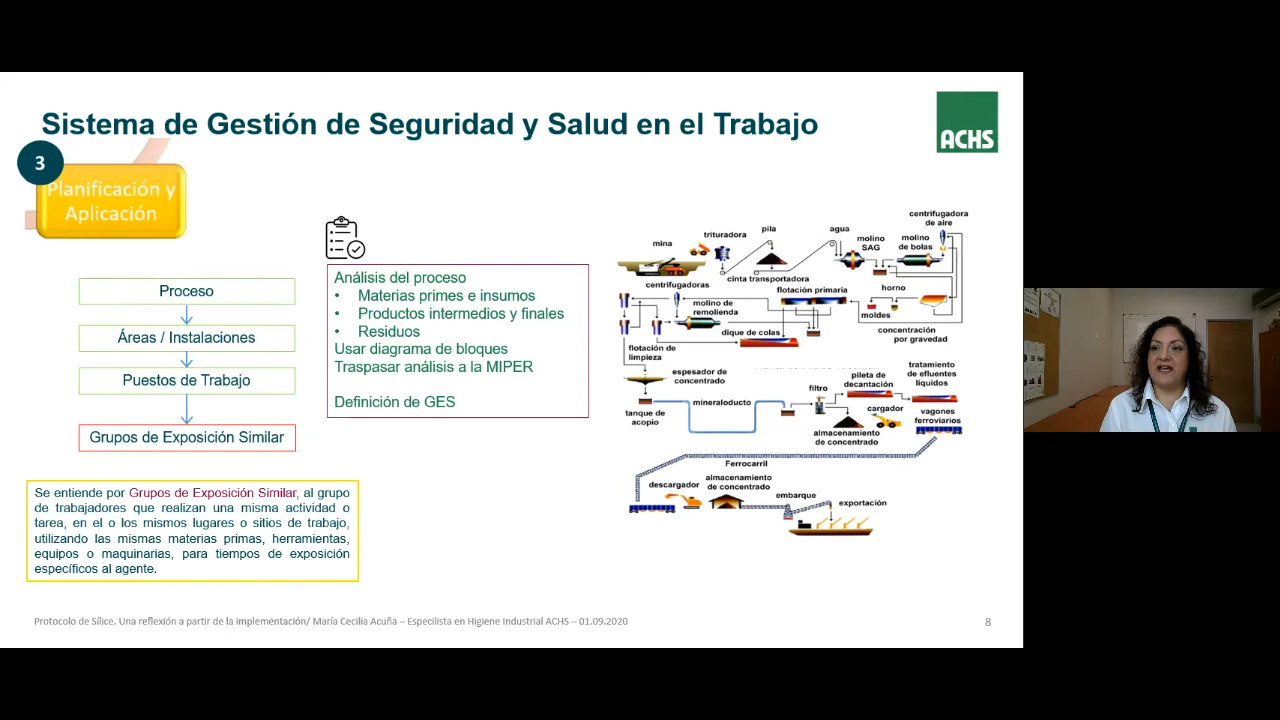 Sistema de Gestión de Seguridad y Salud en el Trabajo
ACHS
3
Planificación y
Aplicación
Proceso
Áreas / Instalaciones
Puestos de Trabajo
Grupos de Exposición Similar
Análisis del proceso
• Materias primes e insumos
• Productos intermedios y finales
• Residuos
Usar diagrama de bloques
Traspasar análisis a la MIPER
Definición de GES
Se entiende por Grupos de Exposición Similar, al grupo
de trabajadores que realizan una misma actividad o
tarea, en el o los mismos lugares o sitios de trabajo,
utilizando las mismas materias primas, herramientas,
equipos o maquinarias, para tiempos de exposición
específicos al agente.
mina
trituradora
pila
cinta transportadora
agua
molino
SAG
molino
de bolas
centrifugadora
de aire
centrifugadoras
molino de
remolienda
flotación primaria
horno
moldes
concentración
por gravedad
dique de colas
flotación de
limpieza
espesador de
concentrado
tanque de
acopio
mineraloducto
filtro
pileta de
decantación
tratamiento
de efluentes
líquidos
cargador
almacenamiento
de concentrado
vagones
ferroviarios
Ferrocarril
descargador
almacenamiento
de concentrado
embarque
exportación
Protocolo de Sílice. Una reflexión a partir de la implementación/ María Cecilia Acuña – Especilista en Higiene Industrial ACHS – 01.09.2020
8